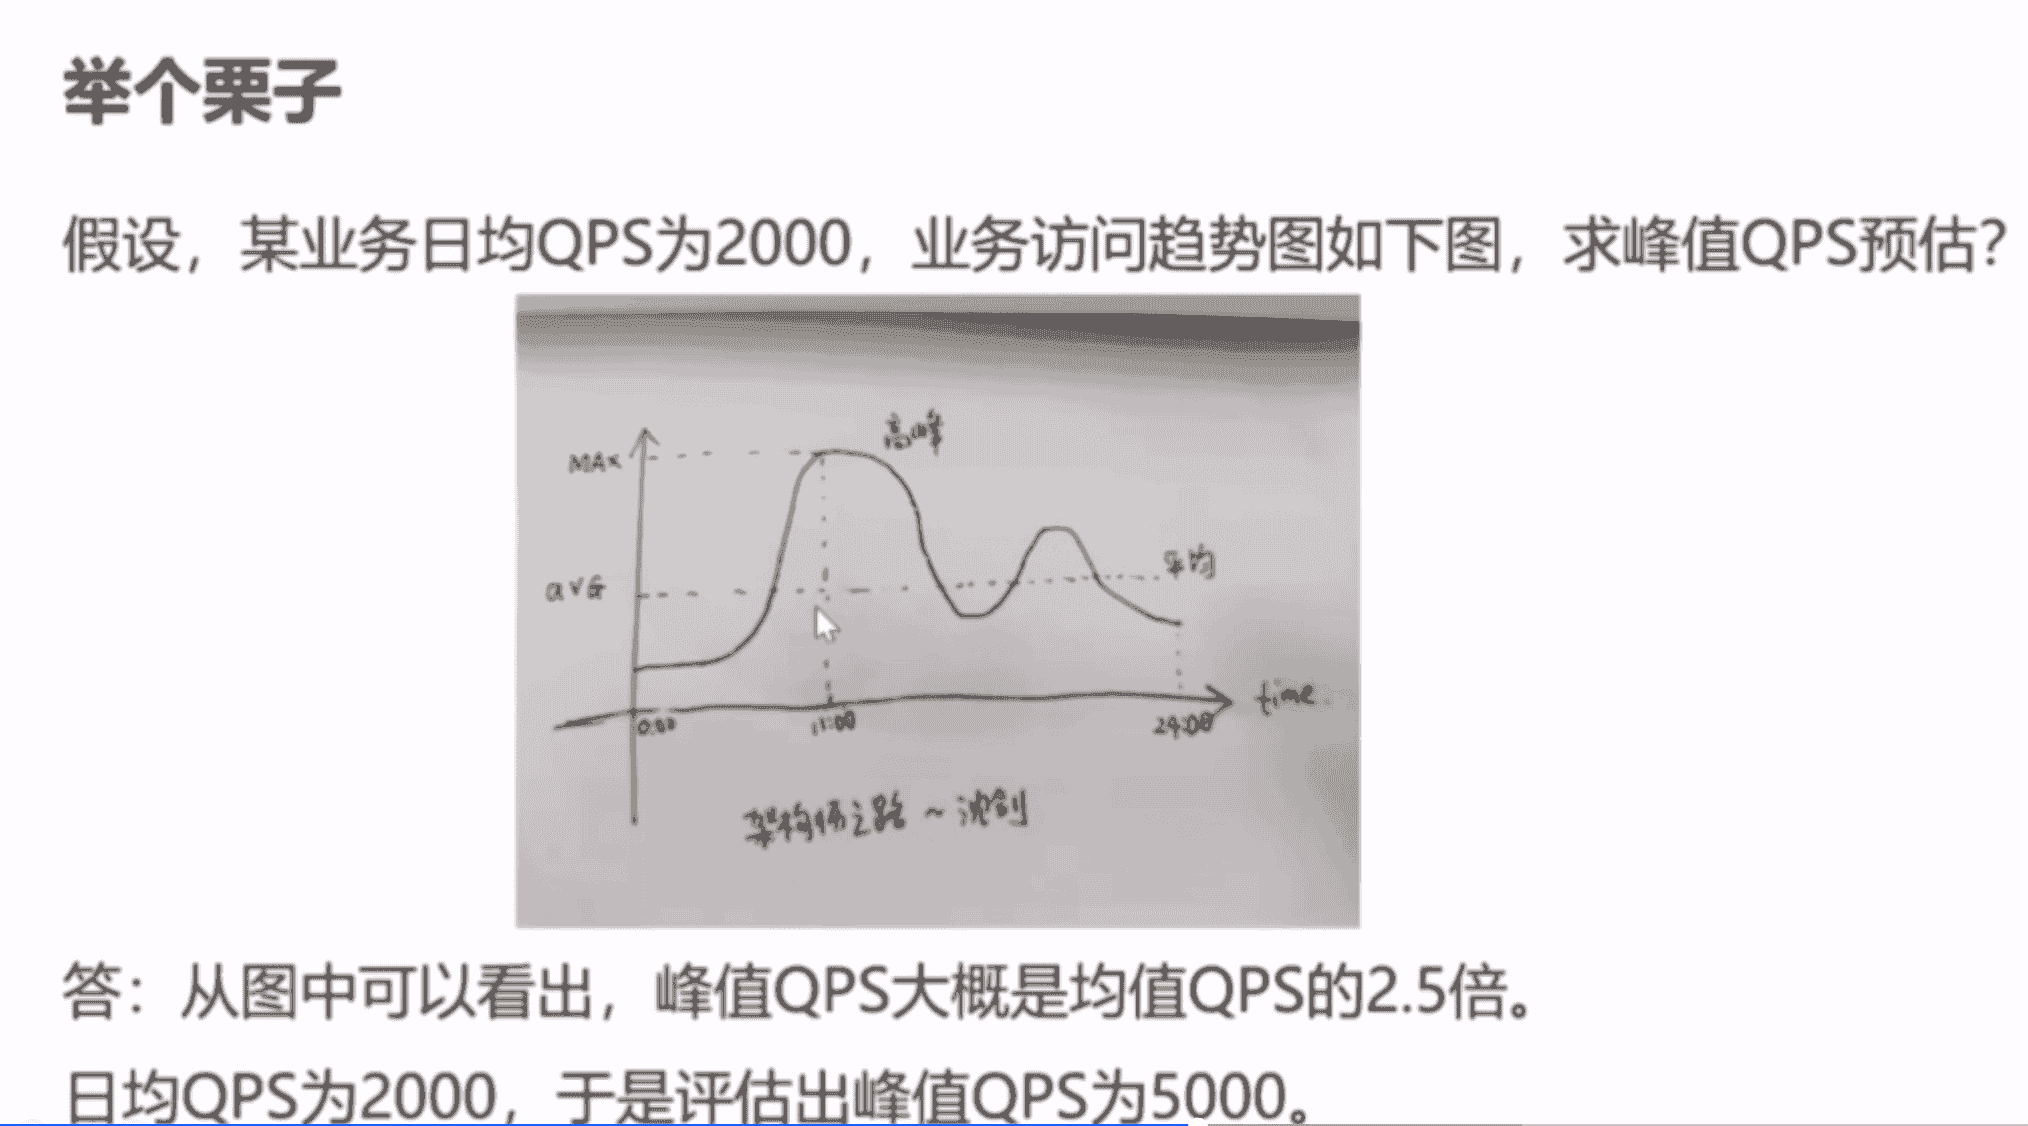 举个栗子
假设，某业务日均QPS为2000，业务访问趋势图如下图，求峰值QPS预估？
高峰
MAX
平均
aVG
time
0:00 11:00 24:00
架构师之路~沈剑
答：从图中可以看出，峰值QPS大概是均值QPS的2.5倍。
日均QPS为2000，于是评估出峰值QPS为5000。